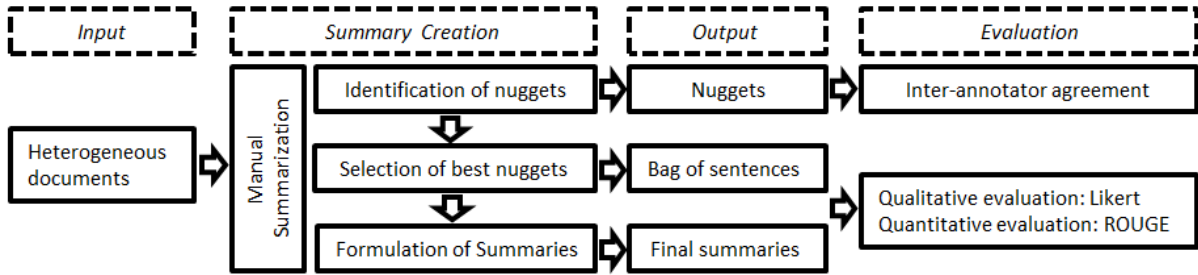 Input
Summary Creation
Output
Evaluation
Manual
Summarization
Identification of nuggets
Nuggets
Inter-annotator agreement
Heterogeneous
documents
Selection of best nuggets
Bag of sentences
Qualitative evaluation: Likert
Quantitative evaluation: ROUGE
Formulation of Summaries
Final summaries